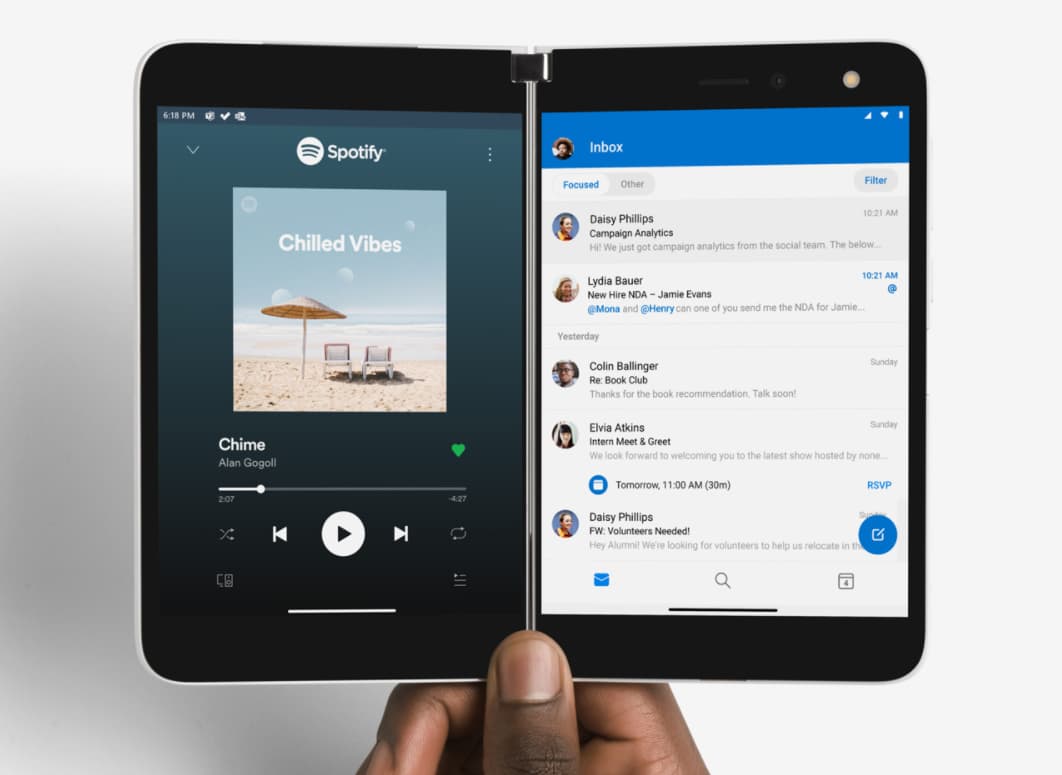 6:18 PM
Spotify
Chilled Vibes
Chime
Alan Gogoll
2:07
-4:27
Inbox
Focused
Other
Filter
Daisy Phillips
10:21 AM
Campaign Analytics
Hi! We just got campaign analytics from the social team. The below...
Lydia Bauer
10:21 AM
New Hire NDA – Jamie Evans
@
@Mona and @Henry can one of you send me the NDA for Jamie...
Yesterday
Colin Ballinger
Sunday
Re: Book Club
Thanks for the book recommendation. Talk soon!
Elvia Atkins
Sunday
Intern Meet & Greet
We look forward to welcoming you to the latest show hosted by none...
Tomorrow, 11:00 AM (30m)
RSVP
Daisy Phillips
FW: Volunteers Needed!
Hey Alumni! We're looking for volunteers to help us relocate in
4